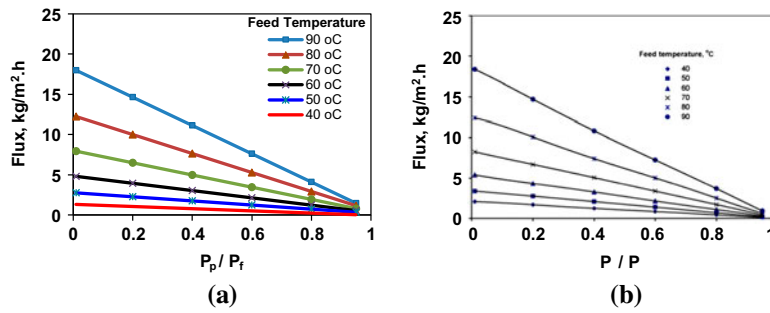 Feed Temperature
90 oC
80 oC
70 oC
60 oC
50 oC
40 oC
25
20
15
10
5
0
Flux, kg/m².h
0 0.2 0.4 0.6 0.8 1
Pp / Pf
(a)
Feed temperature, °C
40
50
60
70
80
90
25
20
15
10
5
0
Flux, kg/m².h
0 0.2 0.4 0.6 0.8 1
P / P
(b)